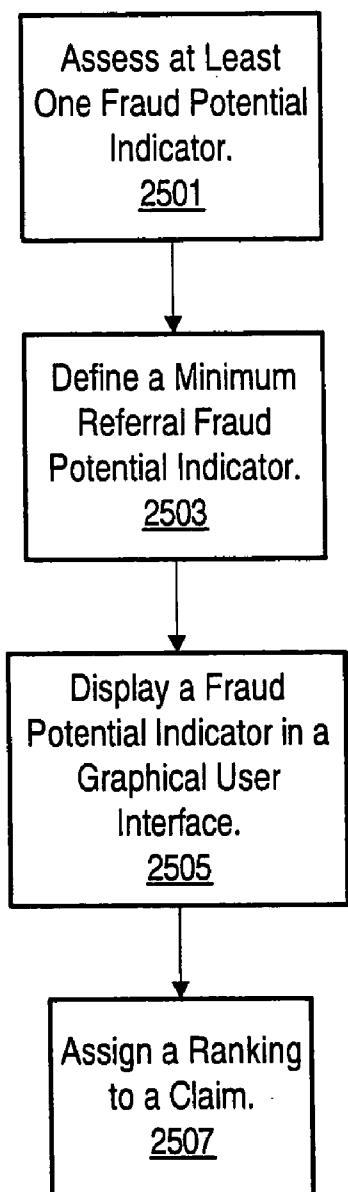 Assess at Least
One Fraud Potential
Indicator.
2501
Define a Minimum
Referral Fraud
Potential Indicator.
2503
Display a Fraud
Potential Indicator in a
Graphical User
Interface.
2505
Assign a Ranking
to a Claim.
2507